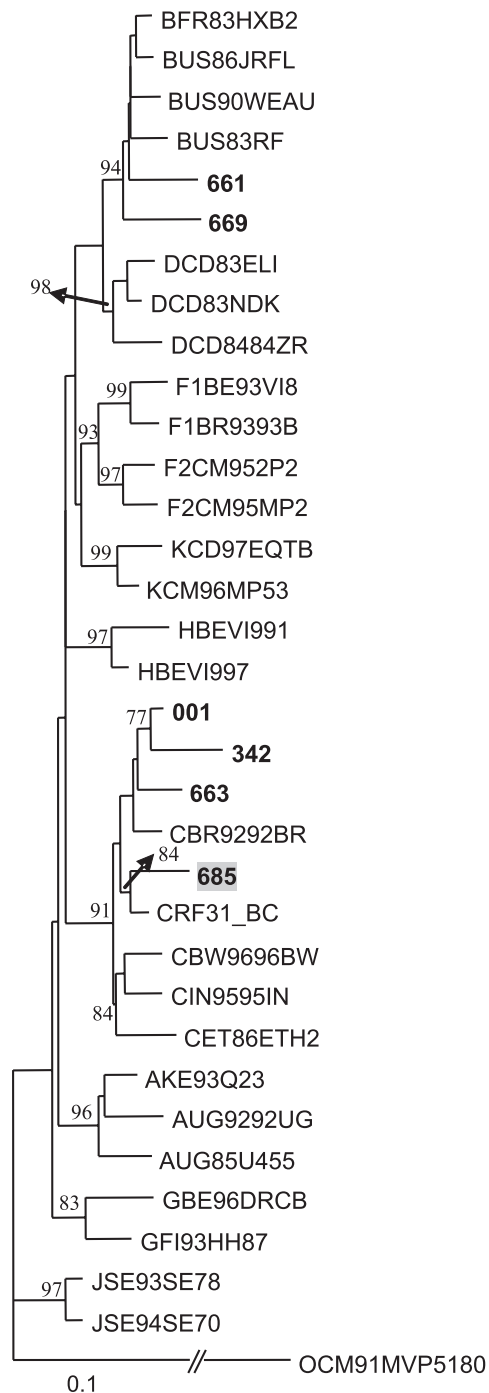 BFR83HXB2
BUS86JRFL
BUS90WEAU
BUS83RF
94
661
669
DCD83ELI
98
DCD83NDK
DCD8484ZR
99
F1BE93VI8
F1BR9393B
93
F2CM952P2
97
F2CM95MP2
KCD97EQTB
99
KCM96MP53
HBEVI991
97
HBEVI997
77
001
342
663
CBR9292BR
84
685
91
CRF31_BC
CBW9696BW
CIN9595IN
84
CET86ETH2
AKE93Q23
96
AUG9292UG
AUG85U455
83
GBE96DRCB
GFI93HH87
JSE93SE78
97
JSE94SE70
OCM91MVP5180
0.1